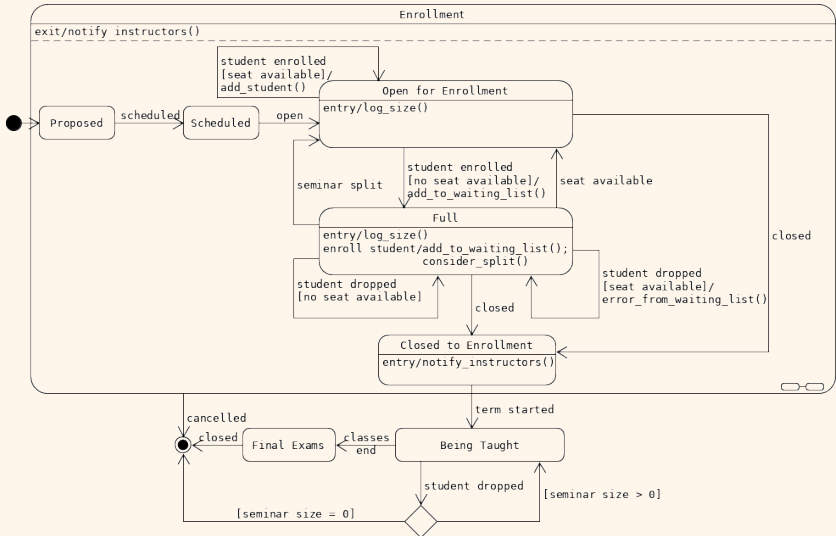 Enrollment
exit/notify instructors()
student enrolled
[seat available]/
add_student()
Open for Enrollment
entry/log_size()
Proposed
scheduled
Scheduled
open
student enrolled
[no seat available]/
add_to_waiting_list()
seat available
seminar split
closed
Full
entry/log_size()
enroll student/add_to_waiting_list();
consider_split()
student dropped
[no seat available]
student dropped
[seat available]/
error_from_waiting_list()
closed
Closed to Enrollment
entry/notify_instructors()
term started
cancelled
closed
Final Exams
classes
end
Being Taught
student dropped
[seminar size > 0]
[seminar size = 0]